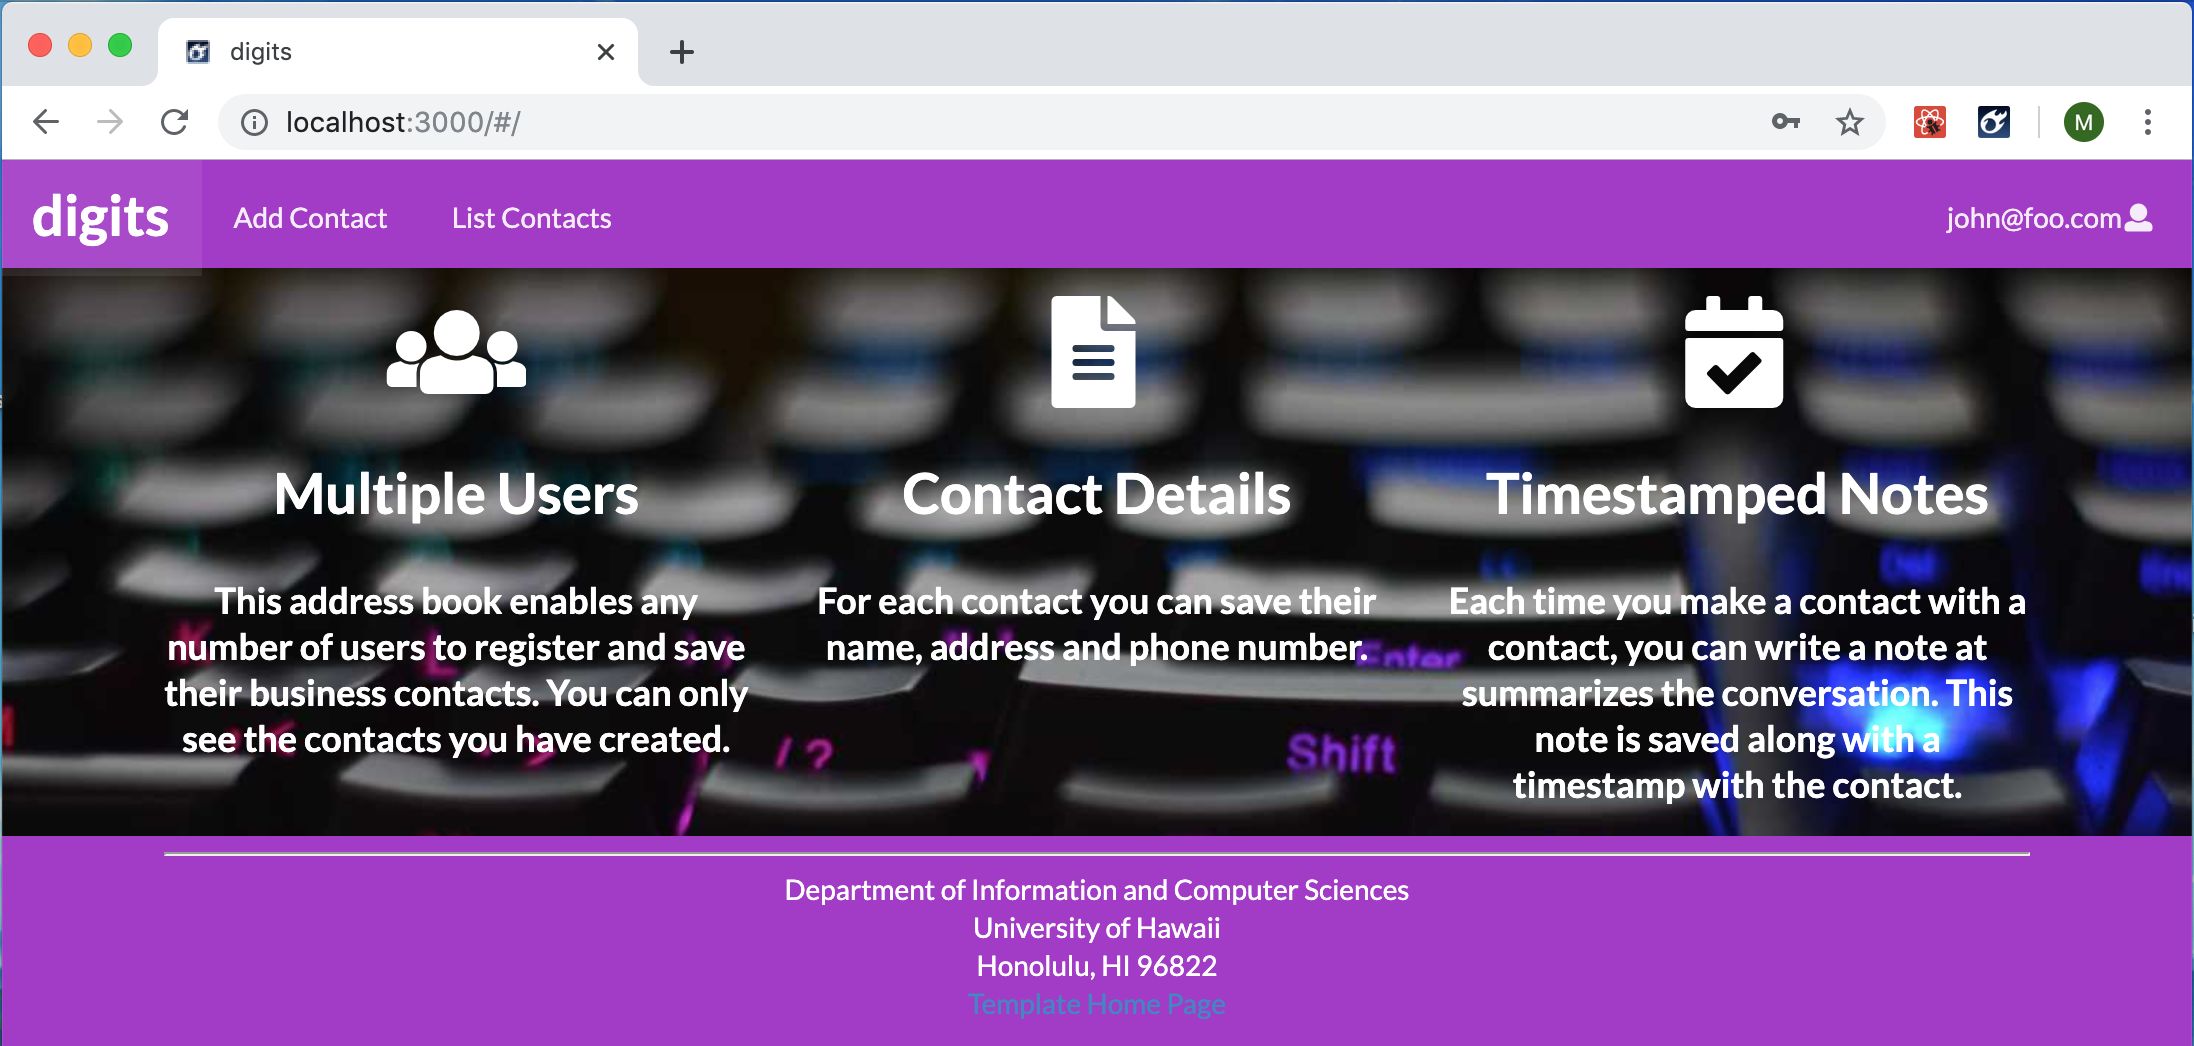 digits
localhost:3000/#/
M
digits
Add Contact
List Contacts
john@foo.com
Multiple Users
This address book enables any
number of users to register and save
their business contacts. You can only
see the contacts you have created.
Contact Details
For each contact you can save their
name, address and phone number.
Timestamped Notes
Each time you make a contact with a
contact, you can write a note at
summarizes the conversation. This
note is saved along with a
timestamp with the contact.
Enter
Shift
/ ?
Del
L
K
Department of Information and Computer Sciences
University of Hawaii
Honolulu, HI 96822
Template Home Page